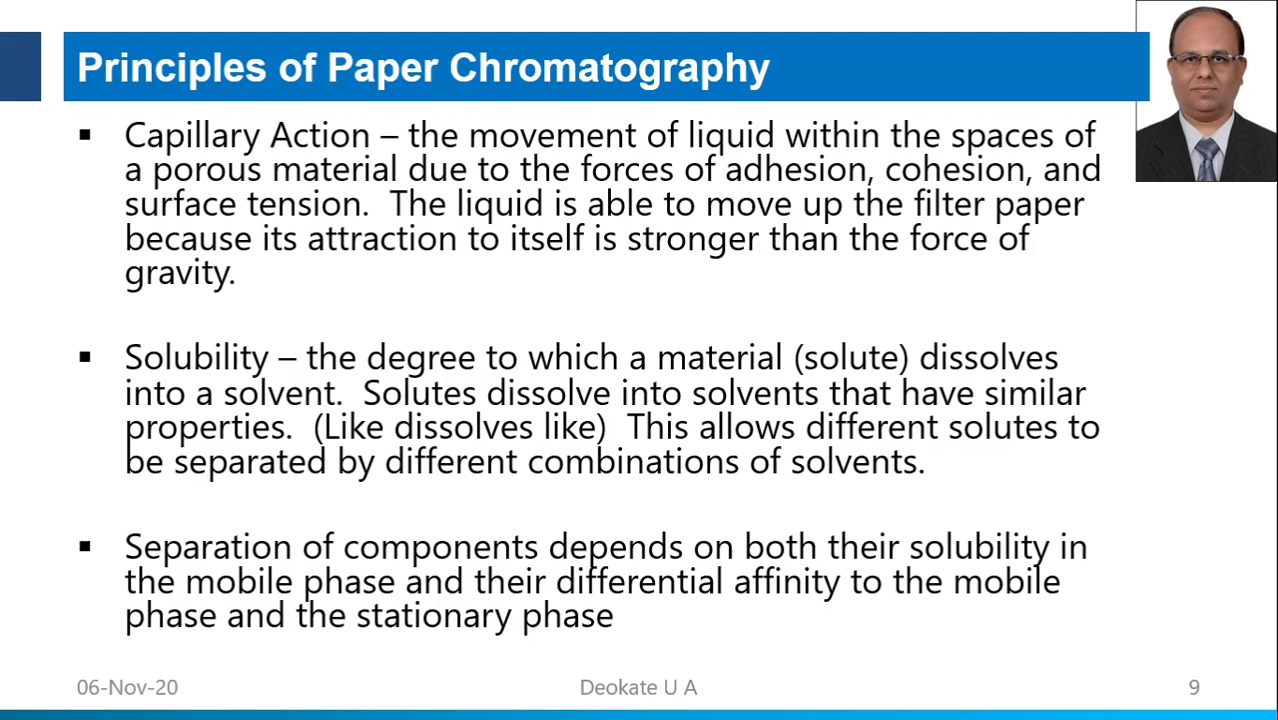 Principles of Paper Chromatography
▪ Capillary Action – the movement of liquid within the spaces of
a porous material due to the forces of adhesion, cohesion, and
surface tension.  The liquid is able to move up the filter paper
because its attraction to itself is stronger than the force of
gravity.
▪ Solubility – the degree to which a material (solute) dissolves
into a solvent.  Solutes dissolve into solvents that have similar
properties.  (Like dissolves like)  This allows different solutes to
be separated by different combinations of solvents.
▪ Separation of components depends on both their solubility in
the mobile phase and their differential affinity to the mobile
phase and the stationary phase
06-Nov-20
Deokate U A
9